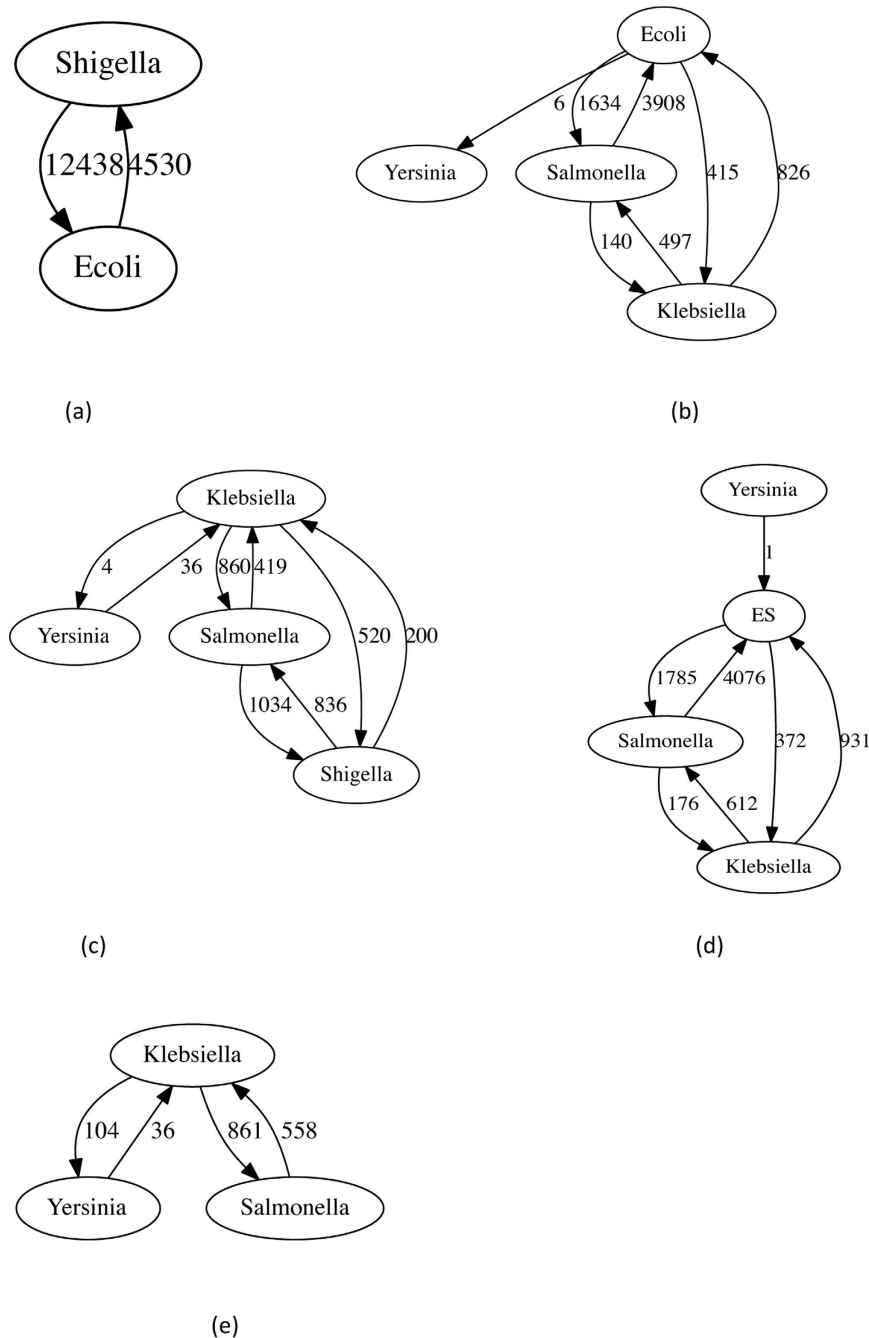 Shigella
12438 4530
Ecoli
(a)
Ecoli
6 1634 3908
Yersinia Salmonella 415 826
140 497
Klebsiella
(b)
Klebsiella
4 36 860 419
Yersinia Salmonella 520 200
1034 836
Shigella
(c)
Yersinia
1
ES
1785 4076
Salmonella 372 931
176 612
Klebsiella
(d)
Klebsiella
104 36 861 558
Yersinia Salmonella
(e)